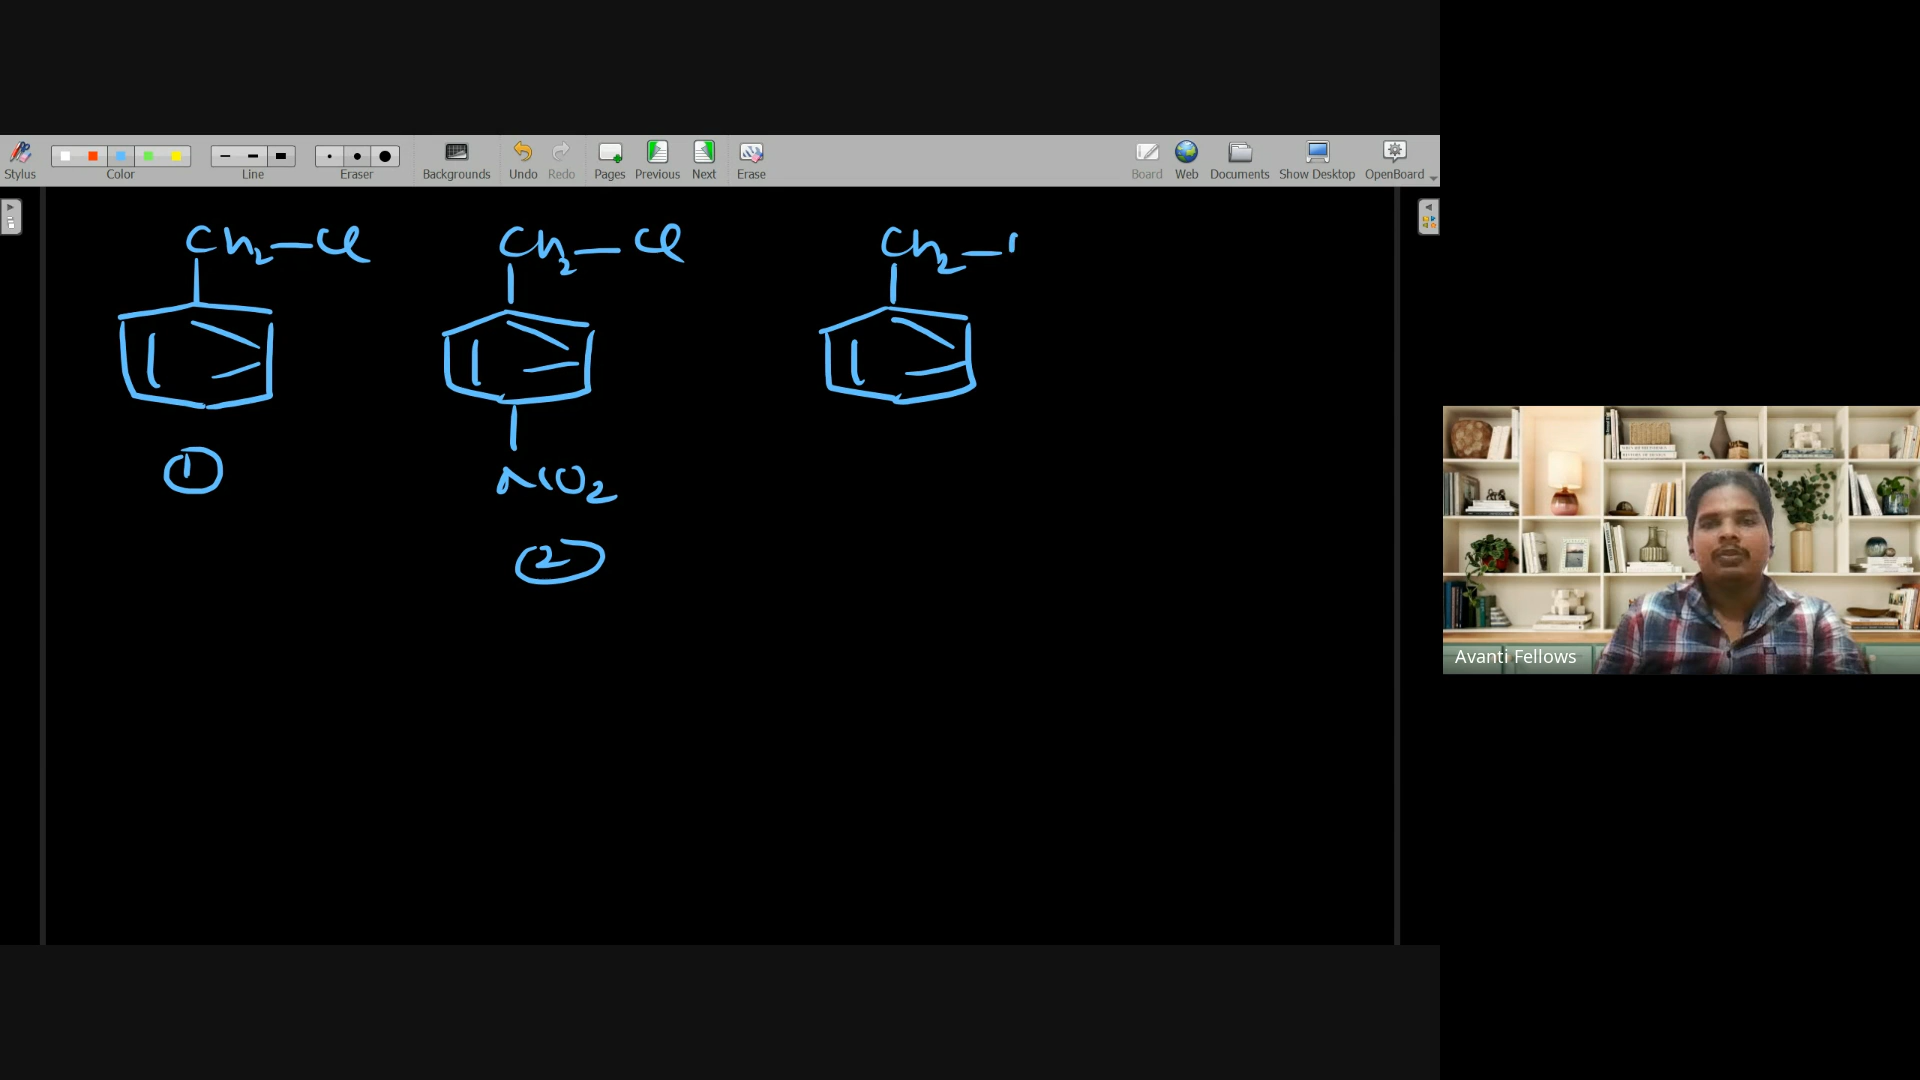 Stylus Color Line Eraser Backgrounds Undo Redo Pages Previous Next Erase Board Web Documents Show Desktop OpenBoard
CH2—Cl CH2—Cl CH2—
NO2
1
2
Avanti Fellows